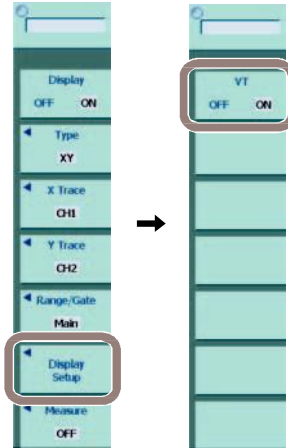 Display
OFF ON
Type
XY
X Trace
CH1
Y Trace
CH2
Range/Gate
Main
Display
Setup
Measure
OFF
VT
OFF ON